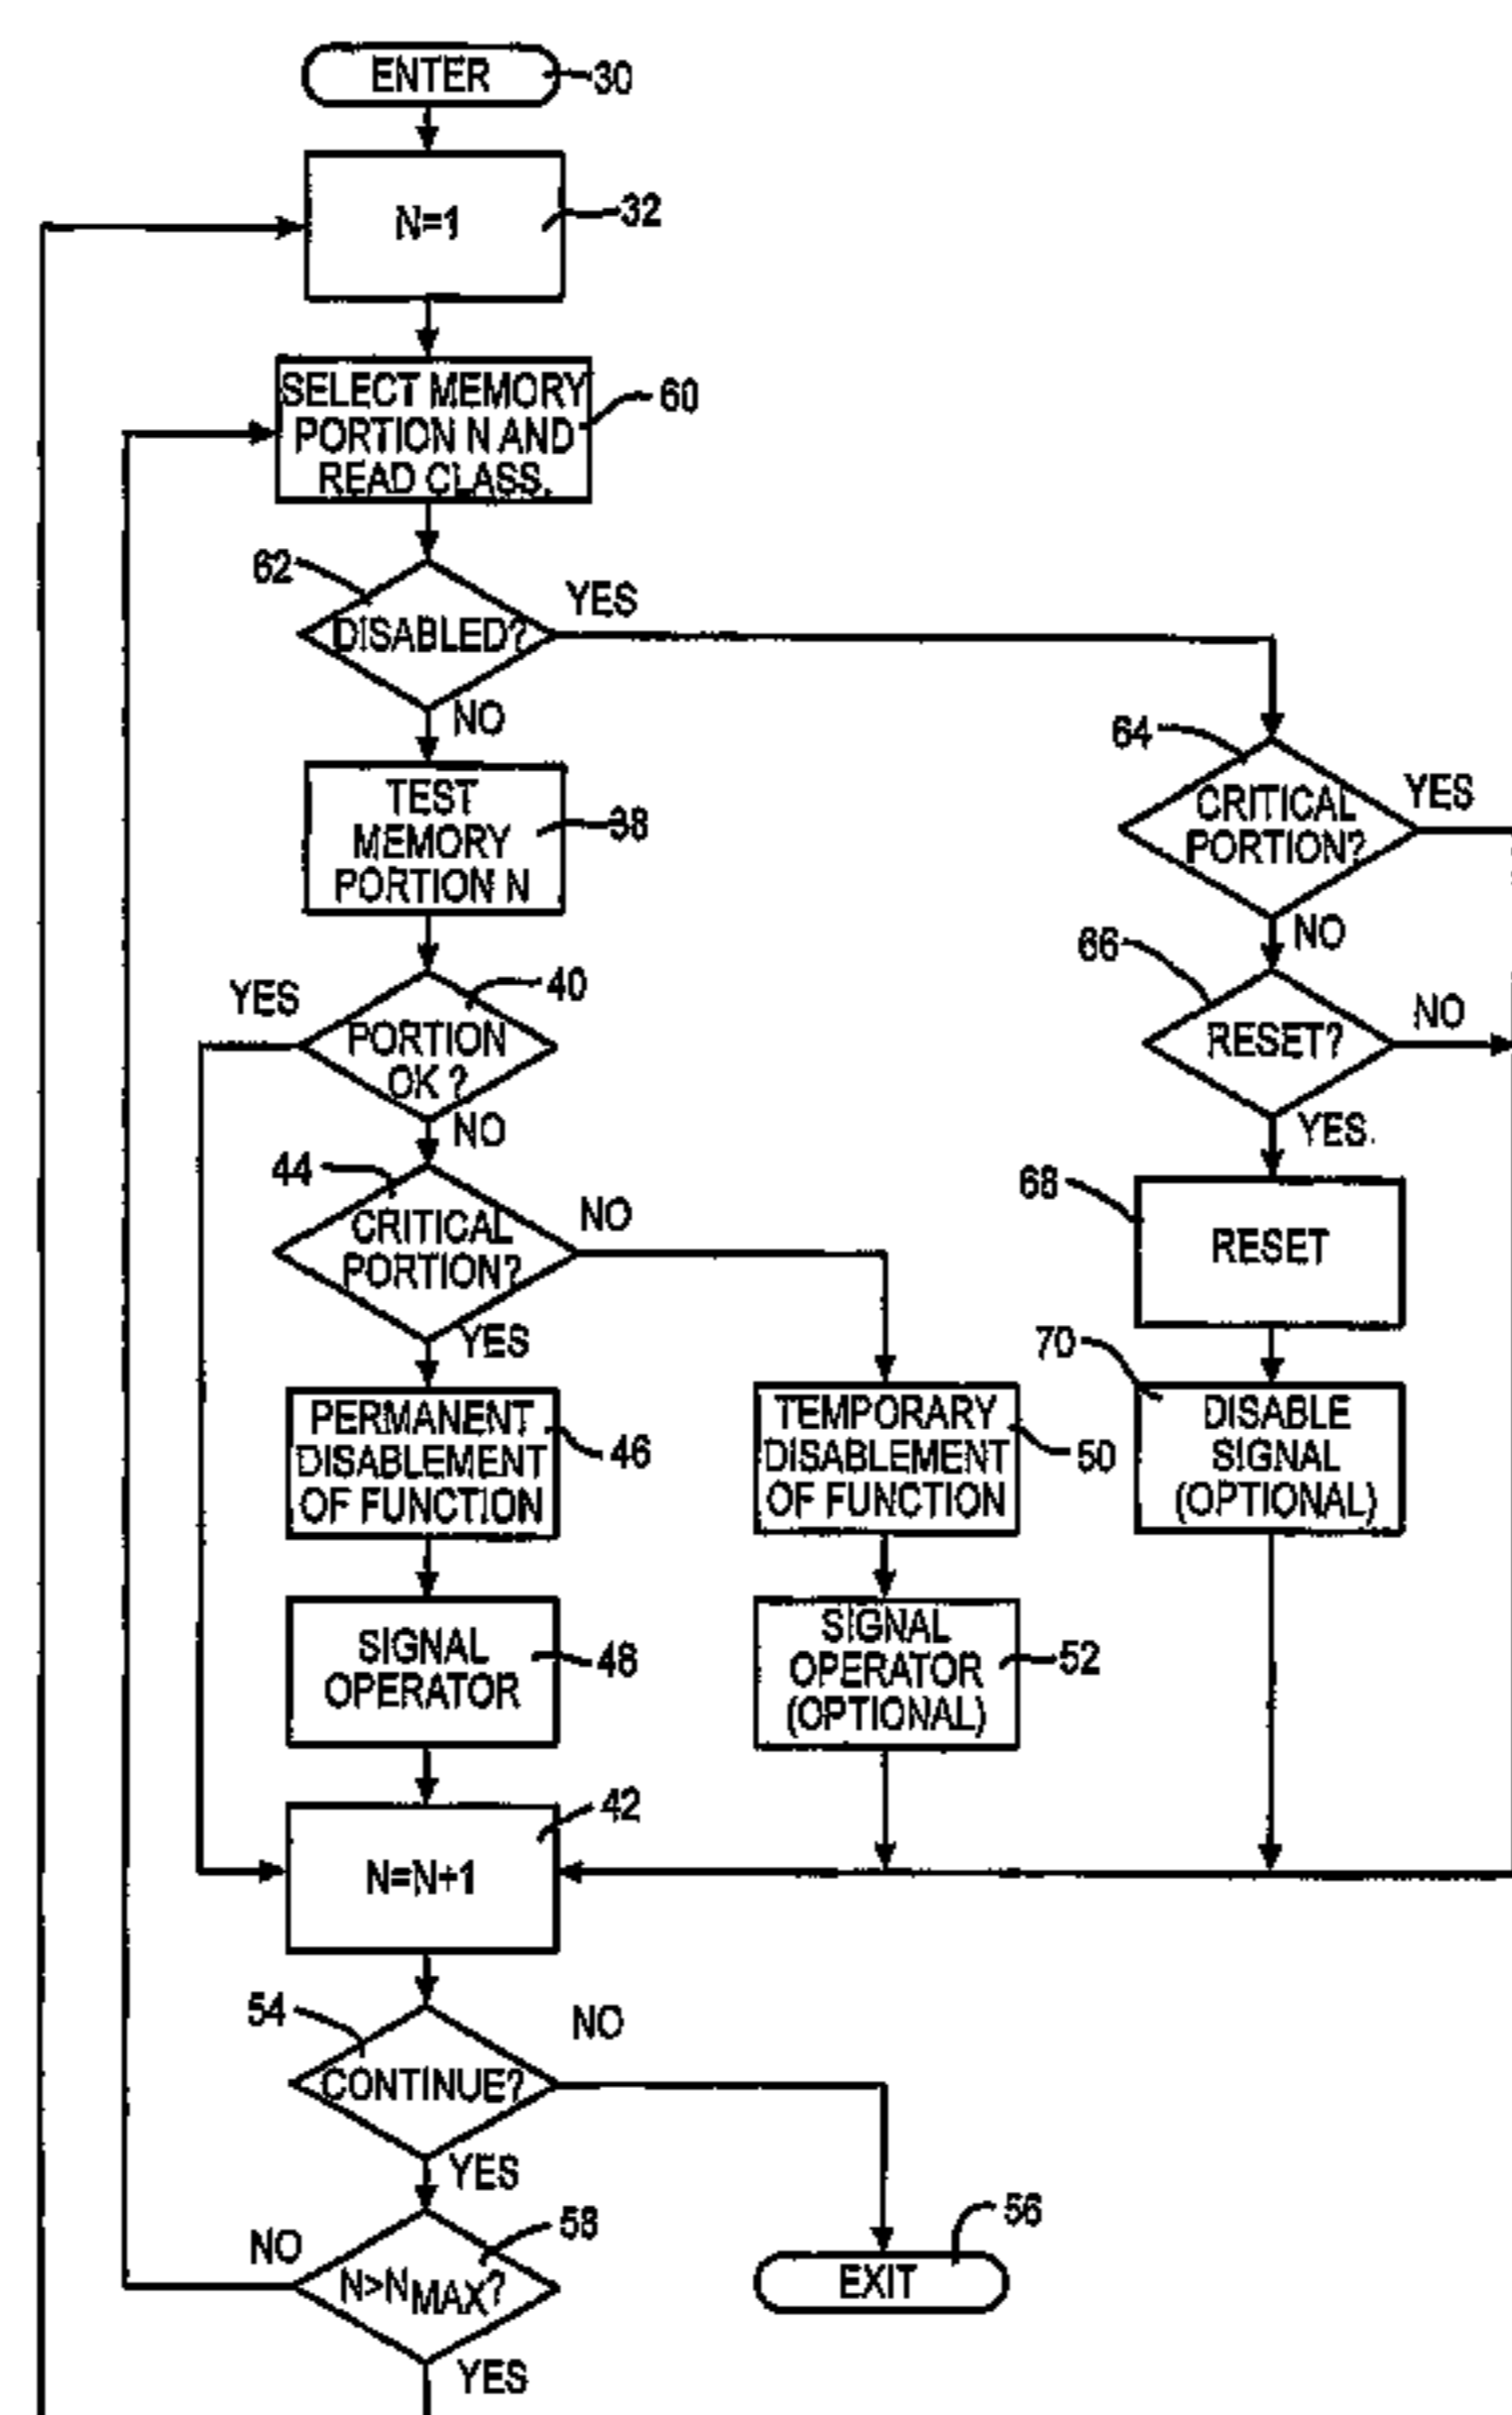 ENTER
30
N=1
32
SELECT MEMORY
PORTION N AND
READ CLASS.
60
62
DISABLED?
YES
NO
TEST
MEMORY
PORTION N
38
64
CRITICAL
PORTION?
YES
NO
YES
40
PORTION
OK ?
NO
66
RESET?
NO
YES.
44
CRITICAL
PORTION?
NO
YES
68
RESET
PERMANENT
DISABLEMENT
OF FUNCTION
46
TEMPORARY
DISABLEMENT
OF FUNCTION
50
70
DISABLE
SIGNAL
(OPTIONAL)
SIGNAL
OPERATOR
48
SIGNAL
OPERATOR
(OPTIONAL)
52
N=N+1
42
54
CONTINUE?
NO
YES
58
NO
N>NMAX?
YES
56
EXIT